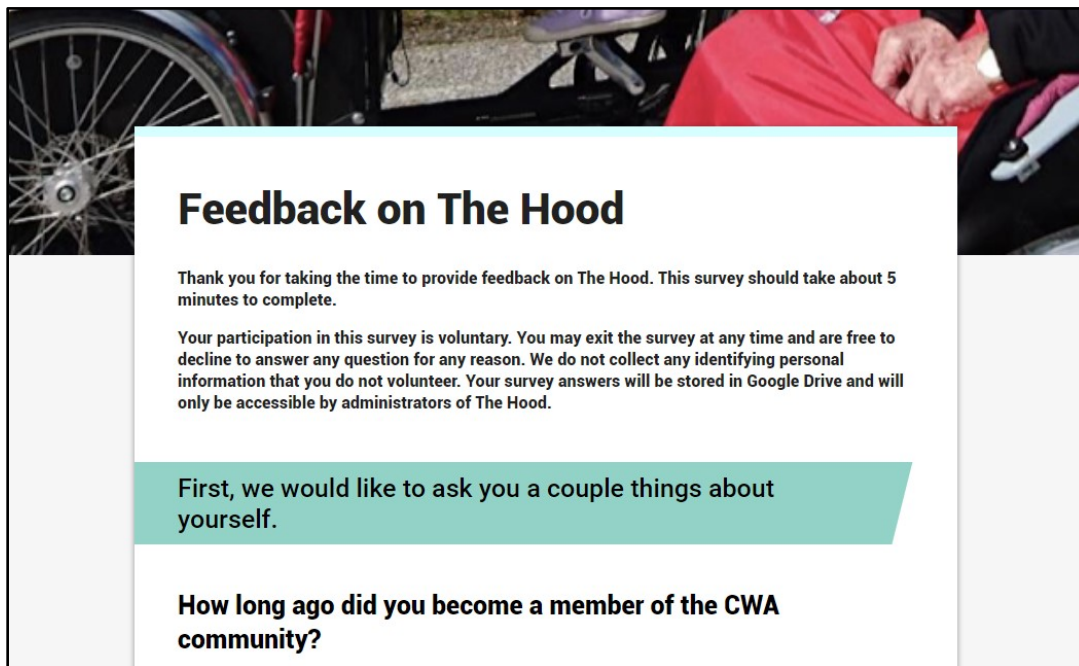 Feedback on The Hood
Thank you for taking the time to provide feedback on The Hood. This survey should take about 5
minutes to complete.
Your participation in this survey is voluntary. You may exit the survey at any time and are free to
decline to answer any question for any reason. We do not collect any identifying personal
information that you do not volunteer. Your survey answers will be stored in Google Drive and will
only be accessible by administrators of The Hood.
First, we would like to ask you a couple things about
yourself.
How long ago did you become a member of the CWA
community?